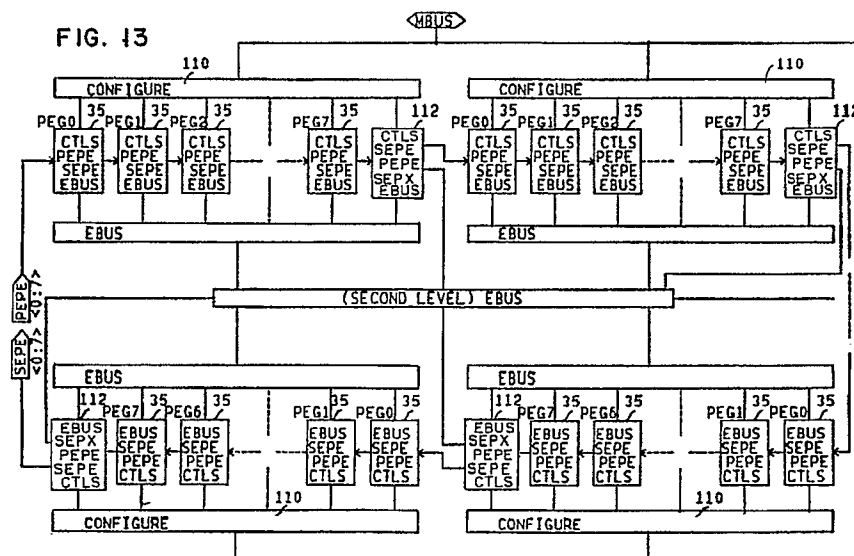 MBUS
FIG. 13
110 110
CONFIGURE CONFIGURE
112 112
35 35 35 35 35 35 35 35
PEG0 PEG1 PEG2 PEG7 PEG0 PEG1 PEG2 PEG7
CTLS CTLS CTLS CTLS CTLS CTLS CTLS CTLS CTLS CTLS
PEPE PEPE PEPE PEPE SEPE PEPE PEPE PEPE PEPE SEPE
SEPE SEPE SEPE SEPE PEPE SEPE SEPE SEPE SEPE PEPE
EBUS EBUS EBUS EBUS SEPX EBUS EBUS EBUS EBUS SEPX
EBUS EBUS
EBUS EBUS
PEPE <0:7>
(SECOND LEVEL) EBUS
SEPE <0:7>
EBUS EBUS
112 35 35 35 35 112 35 35 35 35
PEG7 PEG6 PEG1 PEG0 PEG7 PEG6 PEG1 PEG0
EBUS EBUS EBUS EBUS EBUS EBUS EBUS EBUS EBUS EBUS
SEPX SEPE SEPE SEPE SEPE SEPX SEPE SEPE SEPE SEPE
PEPE PEPE PEPE PEPE PEPE PEPE PEPE PEPE PEPE PEPE
SEPE CTLS CTLS CTLS CTLS SEPE CTLS CTLS CTLS CTLS
CTLS CTLS
110 110
CONFIGURE CONFIGURE